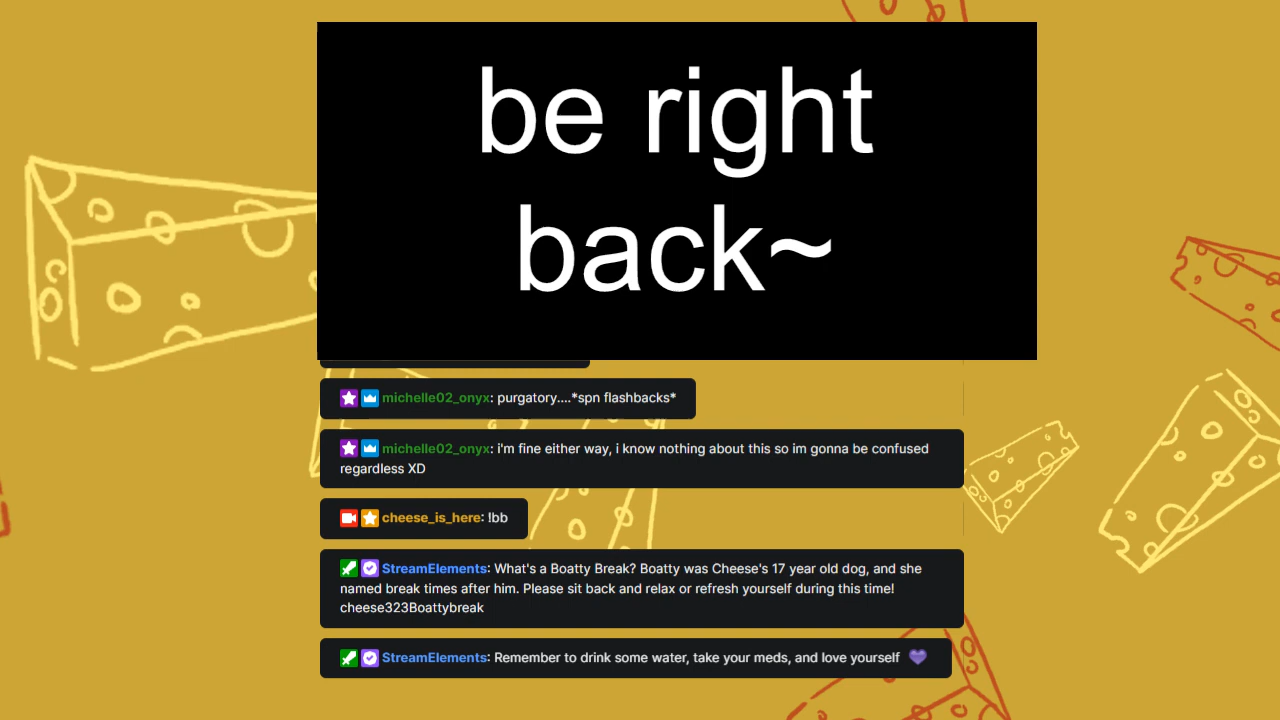 be right
back~
michelle02_onyx: purgatory....*spn flashbacks*
michelle02_onyx: i'm fine either way, i know nothing about this so im gonna be confused
regardless XD
cheese_is_here: !bb
StreamElements: What's a Boatty Break? Boatty was Cheese's 17 year old dog, and she
named break times after him. Please sit back and relax or refresh yourself during this time!
cheese323Boattybreak
StreamElements: Remember to drink some water, take your meds, and love yourself 💜